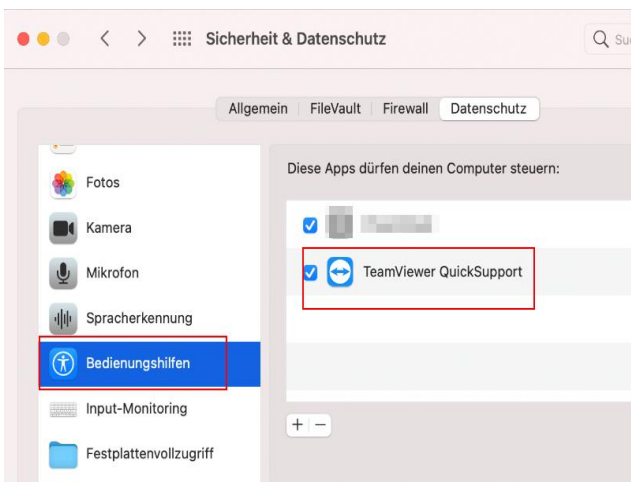 Sicherheit & Datenschutz
Su
Allgemein FileVault Firewall Datenschutz
Fotos
Kamera
Mikrofon
Spracherkennung
Bedienungshilfen
Input-Monitoring
Festplattenvollzugriff
Diese Apps dürfen deinen Computer steuern:
TeamViewer QuickSupport